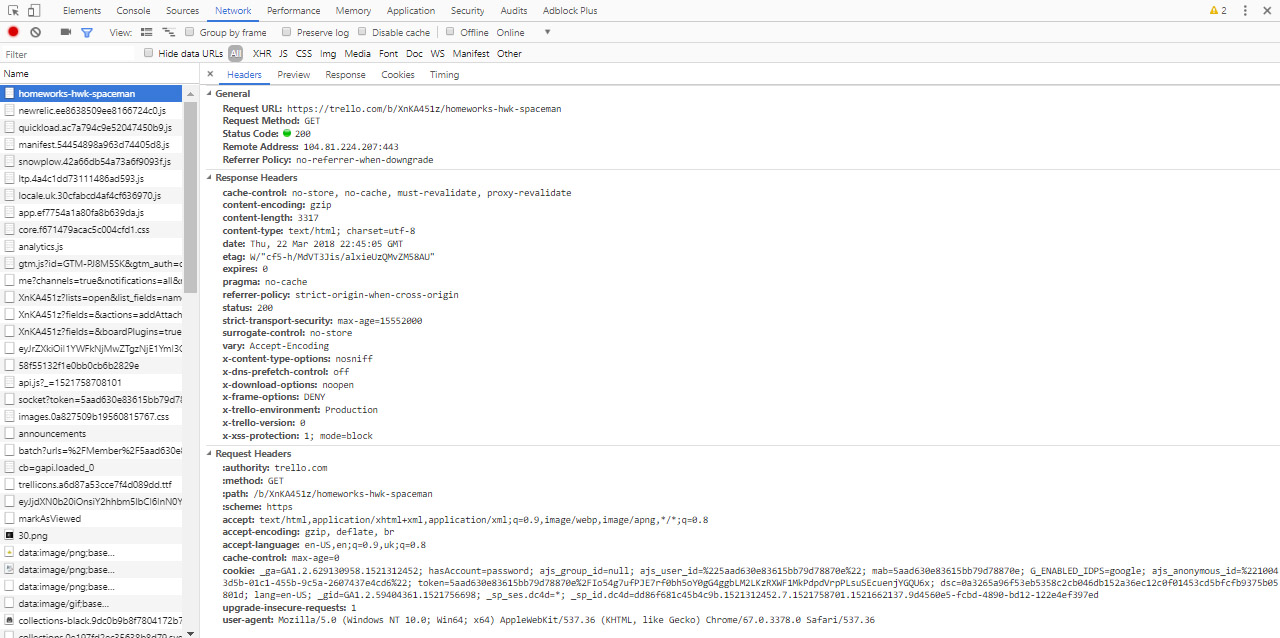 Elements Console Sources Network Performance Memory Application Security Audits Adblock Plus 2
View: Group by frame Preserve log Disable cache Offline Online
Filter Hide data URLs All XHR JS CSS Img Media Font Doc WS Manifest Other
Name
homeworks-hwk-spaceman
newrelic.ee8638509ee8166724c0.js
quickload.ac7a794c9e52047450b9.js
manifest.54454898a963d74405d8.js
snowplow.42a66db54a73a6f9093f.js
ltp.4a4c1dd73111486ad593.js
locale.uk.30cfabcd4af4cf636970.js
app.ef7754a1a80fa8b639da.js
core.f671479acac5c004cfd1.css
analytics.js
gtm.js?id=GTM-PJ8M5SK&gtm_auth=c
me?channels=true&notifications=all&
XnKA451z?lists=open&list_fields=nam
XnKA451z?fields=&actions=addAttach
XnKA451z?fields=&boardPlugins=true
58f55132f1e0bb0cb6b2829e
api.js?_=1521758708101
socket?token=5aad630e83615bb79d78
images.0a827509b19560815767.css
announcements
batch?urls=%2FMember%2F5aad630e8
cb=gapi.loaded_0
trellicons.a6d87a53cce7f4d089dd.ttf
markAsViewed
30.png
data:image/png;base...
data:image/png;base...
data:image/png;base...
data:image/gif;base...
collections-black.9dc0b9b8f7804172b7
Headers Preview Response Cookies Timing
General
Request URL: https://trello.com/b/XnKA451z/homeworks-hwk-spaceman
Request Method: GET
Status Code: 200
Remote Address: 104.81.224.207:443
Referrer Policy: no-referrer-when-downgrade
Response Headers
cache-control: no-store, no-cache, must-revalidate, proxy-revalidate
content-encoding: gzip
content-length: 3317
content-type: text/html; charset=utf-8
date: Thu, 22 Mar 2018 22:45:05 GMT
etag: W/"cf5-h/MdVT3Jis/alxieUzQMvZM58AU"
expires: 0
pragma: no-cache
referrer-policy: strict-origin-when-cross-origin
status: 200
strict-transport-security: max-age=15552000
surrogate-control: no-store
vary: Accept-Encoding
x-content-type-options: nosniff
x-dns-prefetch-control: off
x-download-options: noopen
x-frame-options: DENY
x-trello-environment: Production
x-trello-version: 0
x-xss-protection: 1; mode=block
Request Headers
:authority: trello.com
:method: GET
:path: /b/XnKA451z/homeworks-hwk-spaceman
:scheme: https
accept: text/html,application/xhtml+xml,application/xml;q=0.9,image/webp,image/apng,*/*;q=0.8
accept-encoding: gzip, deflate, br
accept-language: en-US,en;q=0.9,uk;q=0.8
cache-control: max-age=0
cookie: _ga=GA1.2.629130958.1521312452; hasAccount=password; ajs_group_id=null; ajs_user_id=%225aad630e83615bb79d78870e%22; mab=5aad630e83615bb79d78870e; G_ENABLED_IDPS=google; ajs_anonymous_id=%221004
3d5b-01c1-455b-9c5a-2607437e4cd6%22; token=5aad630e83615bb79d78870e%2FIo54g7ufPJE7rf0bh5oY0gG4ggbLM2LKzRXWF1MkPdpdVrpPLsuSEcuenjYGQU6x; dsc=0a3265a96f53eb5358c2cb046db152a36ec12c0f01453cd5bfcfb9375b05
801d; lang=en-US; _gid=GA1.2.59404361.1521756698; _sp_ses.dc4d=*; _sp_id.dc4d=dd86f681c45b4c9b.1521312452.7.1521758701.1521662137.9d4560e5-fcbd-4890-bd12-122e4ef397ed
upgrade-insecure-requests: 1
user-agent: Mozilla/5.0 (Windows NT 10.0; Win64; x64) AppleWebKit/537.36 (KHTML, like Gecko) Chrome/67.0.3378.0 Safari/537.36